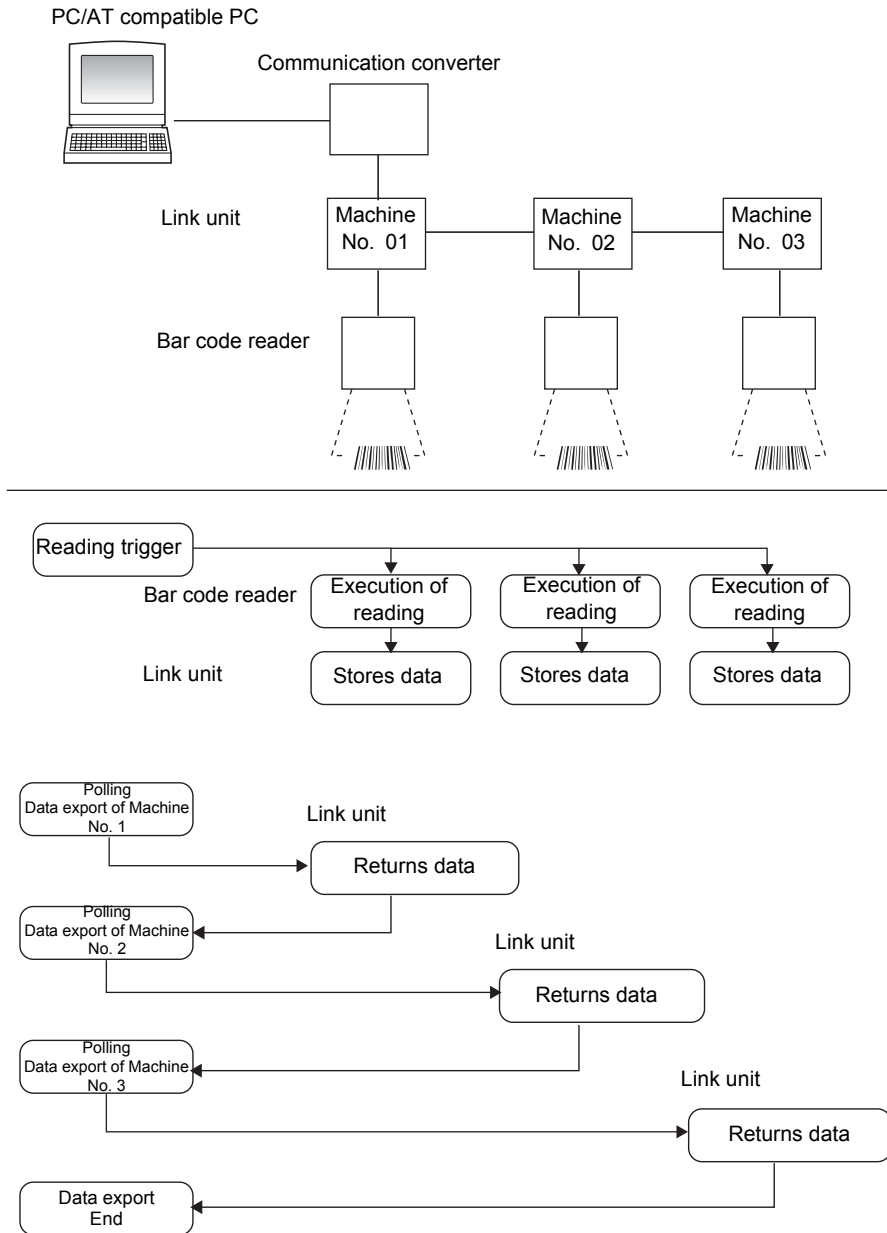 PC/AT compatible PC
Communication converter
Link unit
Machine
No. 01
Machine
No. 02
Machine
No. 03
Bar code reader
Reading trigger
Bar code reader
Execution of
reading
Execution of
reading
Execution of
reading
Link unit
Stores data
Stores data
Stores data
Polling
Data export of Machine
No. 1
Link unit
Returns data
Polling
Data export of Machine
No. 2
Link unit
Returns data
Polling
Data export of Machine
No. 3
Link unit
Returns data
Data export
End